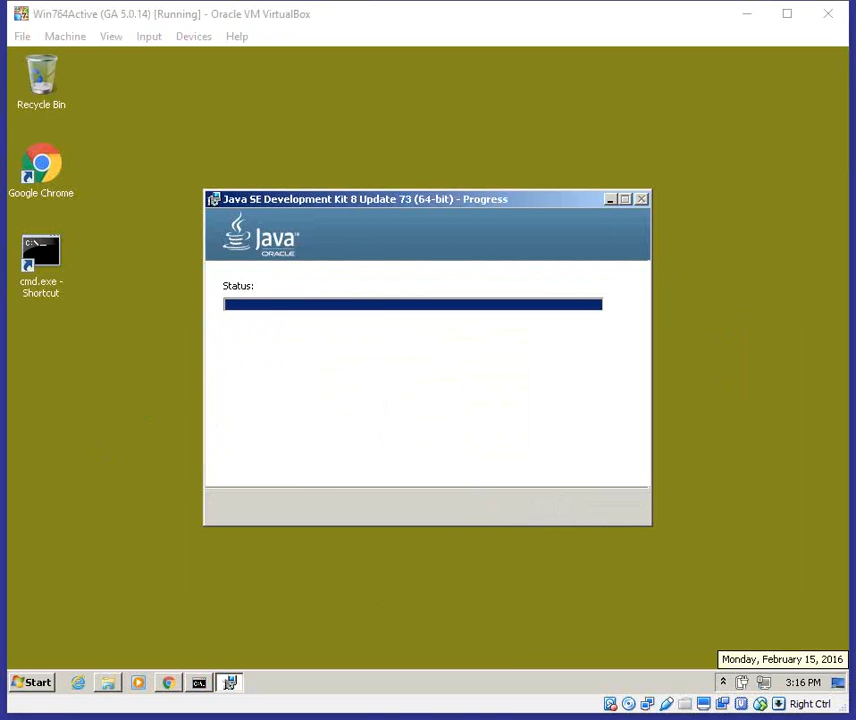 Win764Active (GA 5.0.14) [Running] - Oracle VM VirtualBox
File Machine View Input Devices Help
Recycle Bin
Google Chrome
C:\_
cmd.exe -
Shortcut
Java SE Development Kit 8 Update 73 (64-bit) - Progress
Java™
ORACLE
Status:
Monday, February 15, 2016
Start
C:\
3:16 PM
Right Ctrl